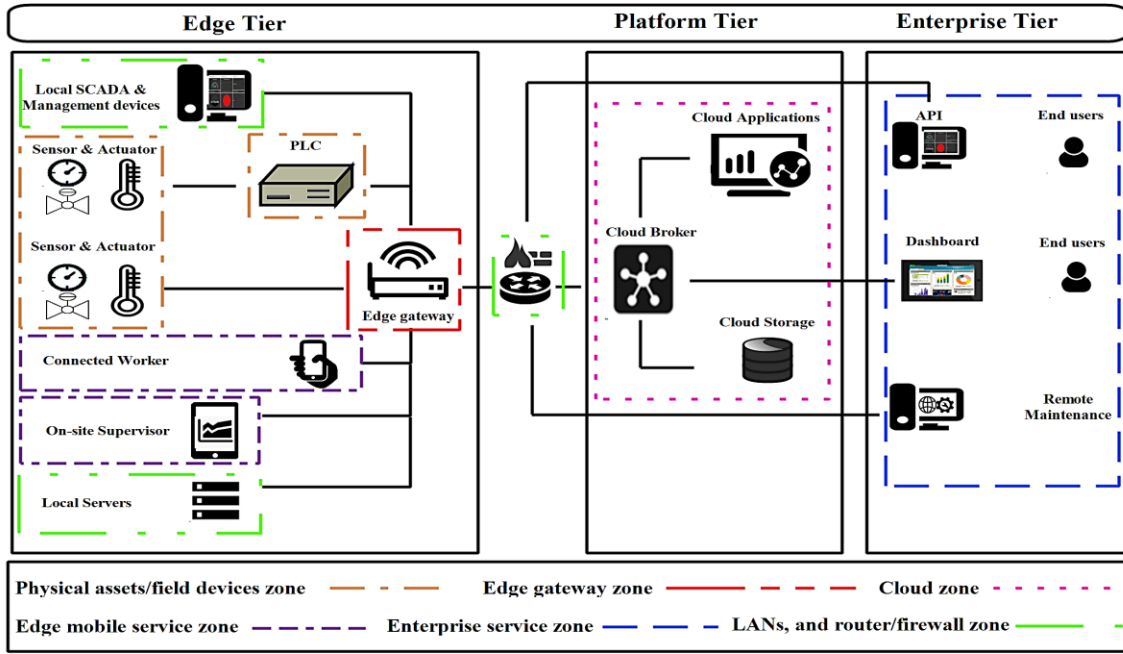 Edge Tier
Platform Tier
Enterprise Tier
Local SCADA &
Management devices
Sensor & Actuator
PLC
Sensor & Actuator
Edge gateway
Connected Worker
On-site Supervisor
Local Servers
Cloud Applications
Cloud Broker
Cloud Storage
API
End users
Dashboard
End users
Remote
Maintenance
Physical assets/field devices zone
Edge gateway zone
Cloud zone
Edge mobile service zone
Enterprise service zone
LANs, and router/firewall zone